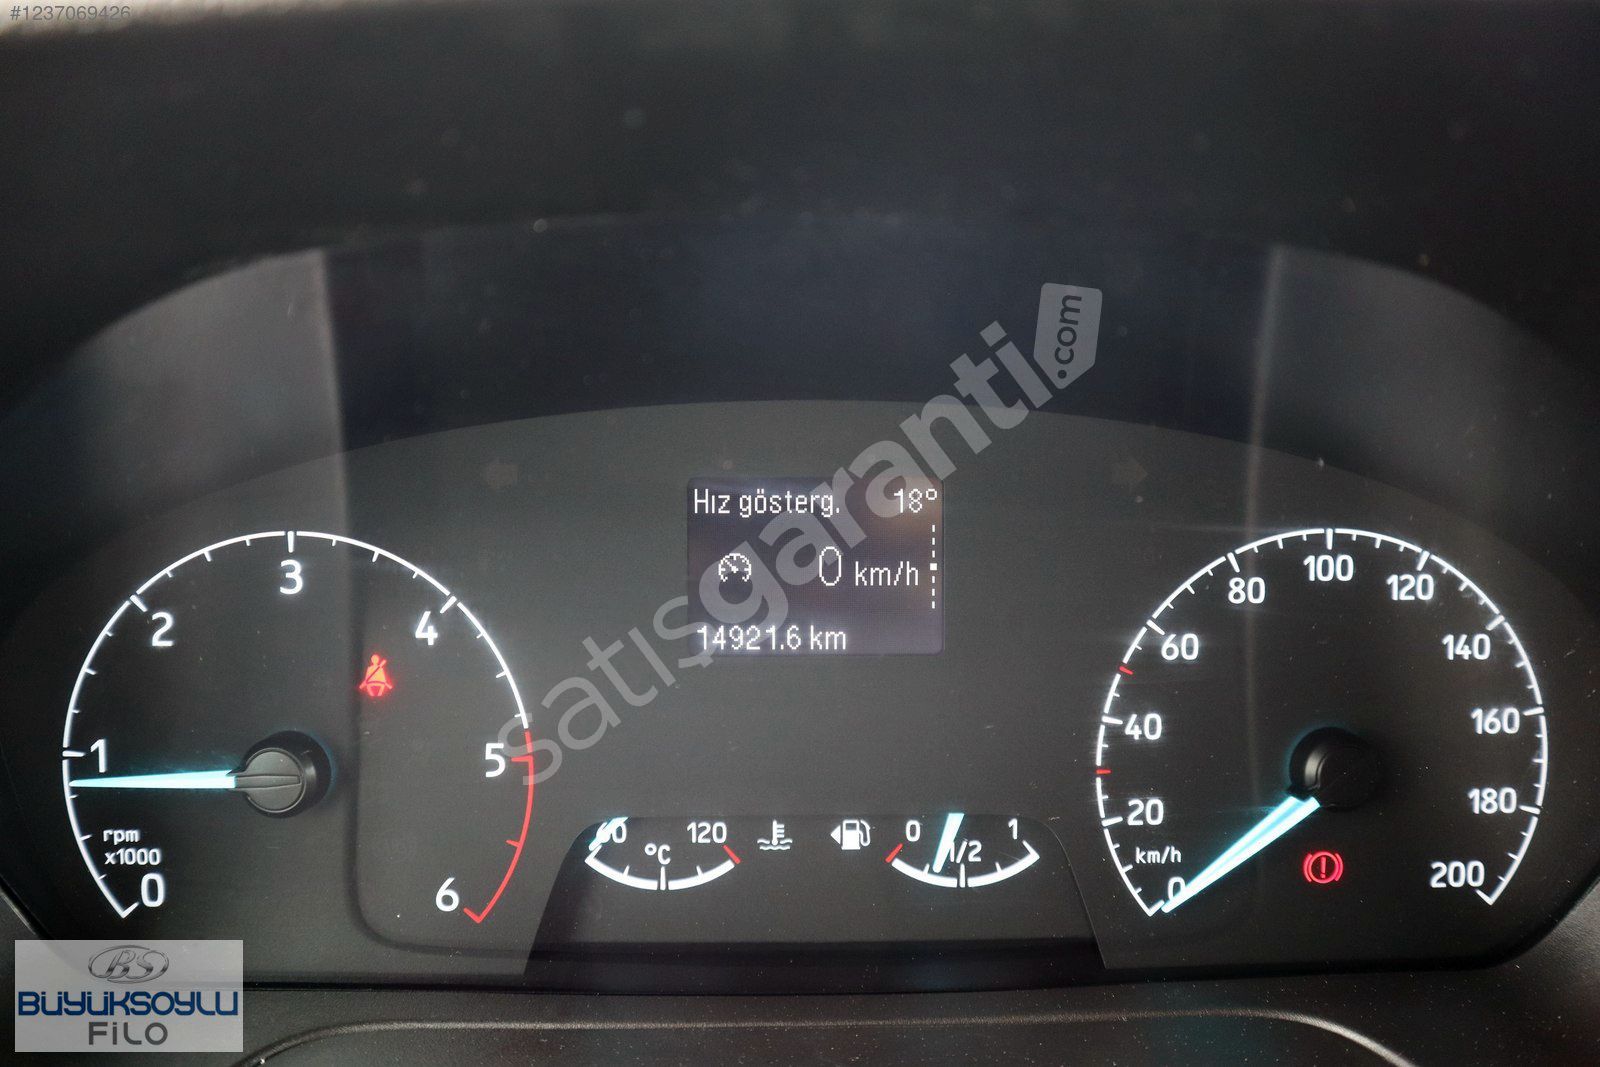 #1237069426
satışgaranti.com
Hız gösterg. 18°
0 km/h
14921.6 km
0 1 2 3 4 5 6
rpm
x1000
60 120
°C
0 1/2 1
0 20 40 60 80 100 120 140 160 180 200
km/h
BS
BÜYÜKSOYLU
FİLO